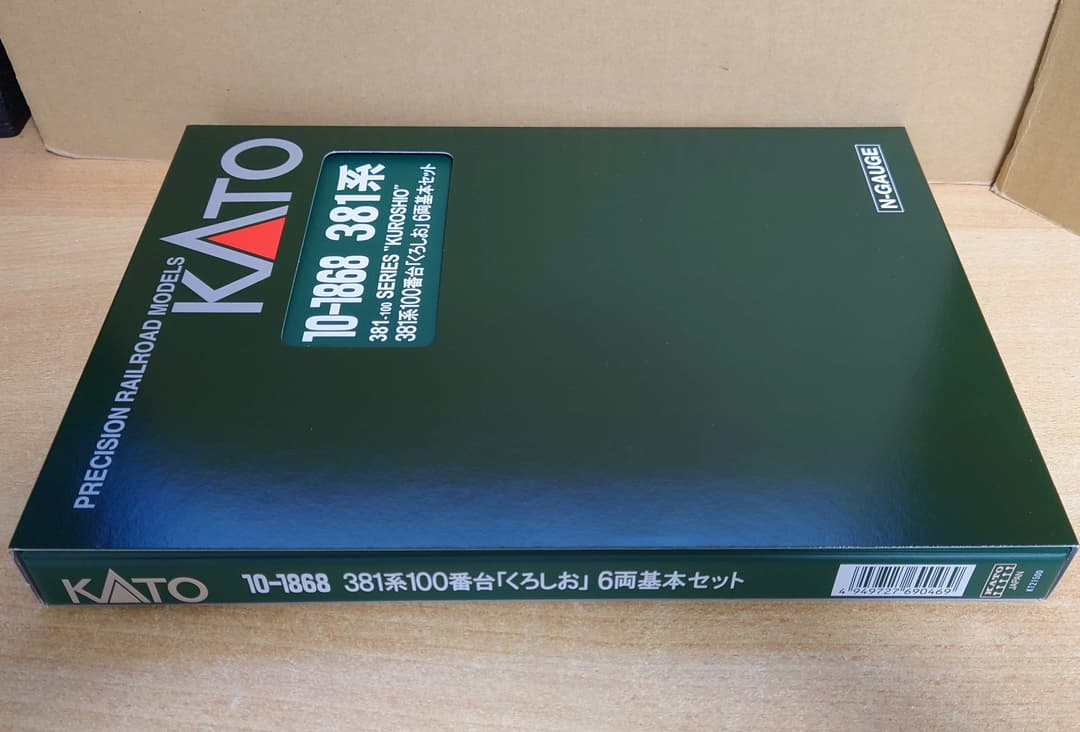 PRECISION RAILROAD MODELS
KATO
10-1868 381系
381-100 SERIES "KUROSHIO"
381系100番台「くろしお」6両基本セット
N-GAUGE
KATO 10-1868 381系100番台「くろしお」 6両基本セット
4 949727 690469
KATO
JAPAN
KT21500